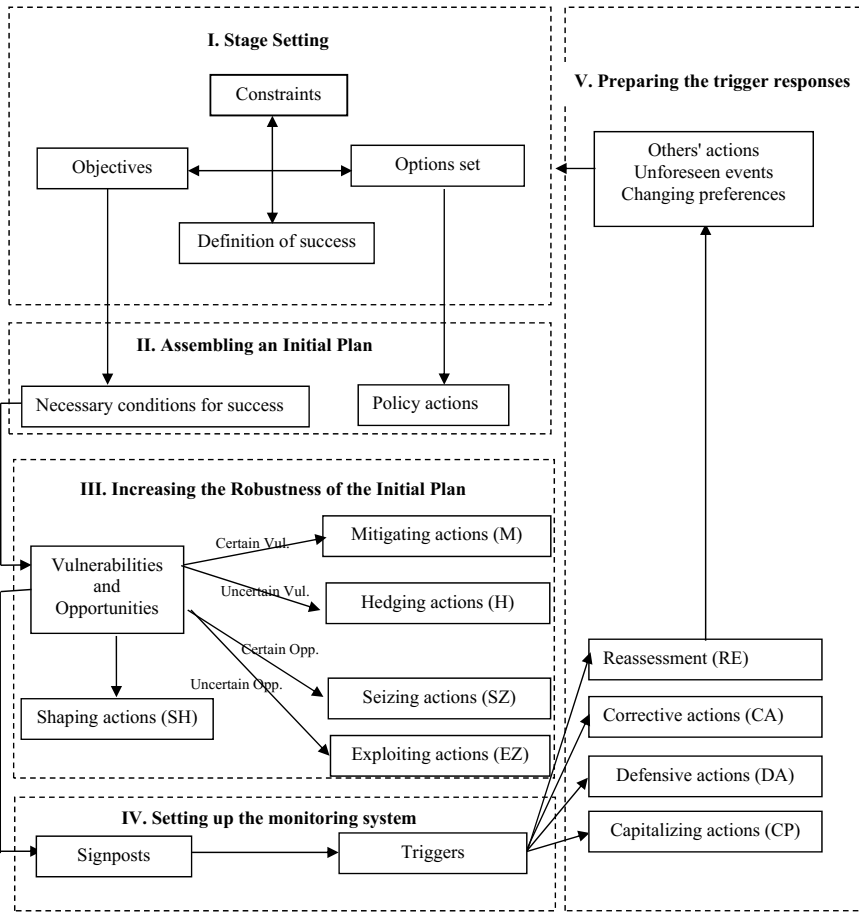 I. Stage Setting
Constraints
Objectives
Options set
Definition of success
II. Assembling an Initial Plan
Necessary conditions for success
Policy actions
III. Increasing the Robustness of the Initial Plan
Vulnerabilities
and
Opportunities
Certain Vul.
Mitigating actions (M)
Uncertain Vul.
Hedging actions (H)
Certain Opp.
Uncertain Opp.
Seizing actions (SZ)
Shaping actions (SH)
Exploiting actions (EZ)
IV. Setting up the monitoring system
Signposts
Triggers
V. Preparing the trigger responses
Others' actions
Unforeseen events
Changing preferences
Reassessment (RE)
Corrective actions (CA)
Defensive actions (DA)
Capitalizing actions (CP)